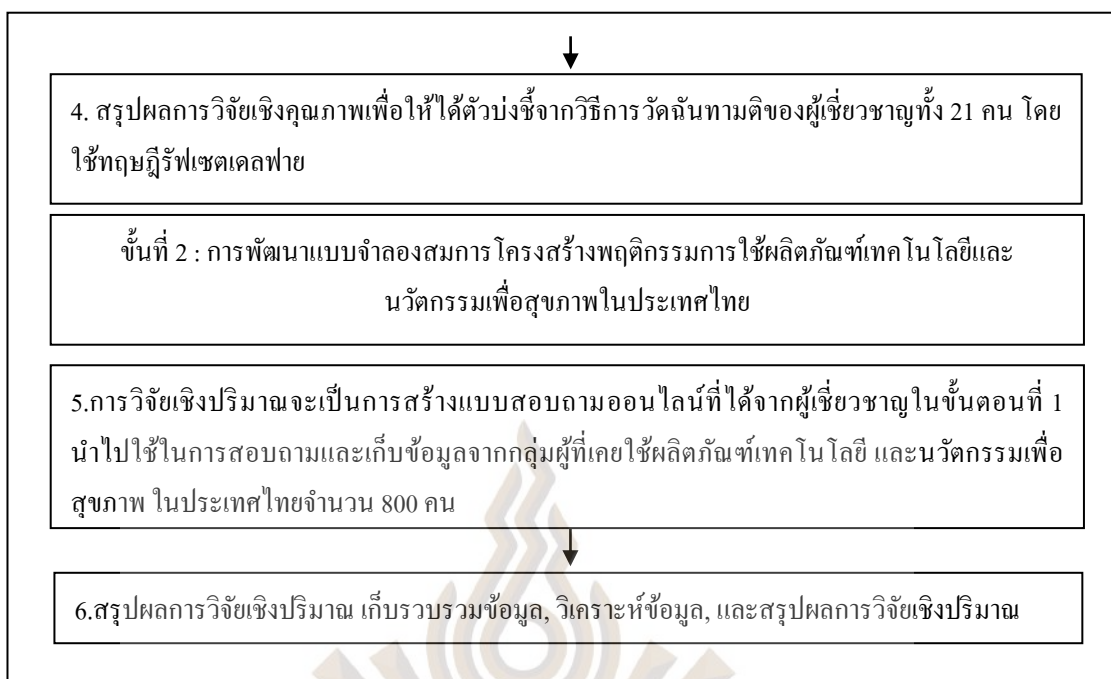 4. สรุปผลการวิจัยเชิงคุณภาพเพื่อให้ได้ตัวบ่งชี้จากวิธีการวัดฉันทามติของผู้เชี่ยวชาญทั้ง 21 คน โดย
ใช้ทฤษฎีรัฟเซตเดลฟาย
ขั้นที่ 2 : การพัฒนาแบบจำลองสมการโครงสร้างพฤติกรรมการใช้ผลิตภัณฑ์เทคโนโลยีและ
นวัตกรรมเพื่อสุขภาพในประเทศไทย
5.การวิจัยเชิงปริมาณจะเป็นการสร้างแบบสอบถามออนไลน์ที่ได้จากผู้เชี่ยวชาญในขั้นตอนที่ 1
นำไปใช้ในการสอบถามและเก็บข้อมูลจากกลุ่มผู้ที่เคยใช้ผลิตภัณฑ์เทคโนโลยี และนวัตกรรมเพื่อ
สุขภาพ ในประเทศไทยจำนวน 800 คน
6.สรุปผลการวิจัยเชิงปริมาณ เก็บรวบรวมข้อมูล, วิเคราะห์ข้อมูล, และสรุปผลการวิจัยเชิงปริมาณ